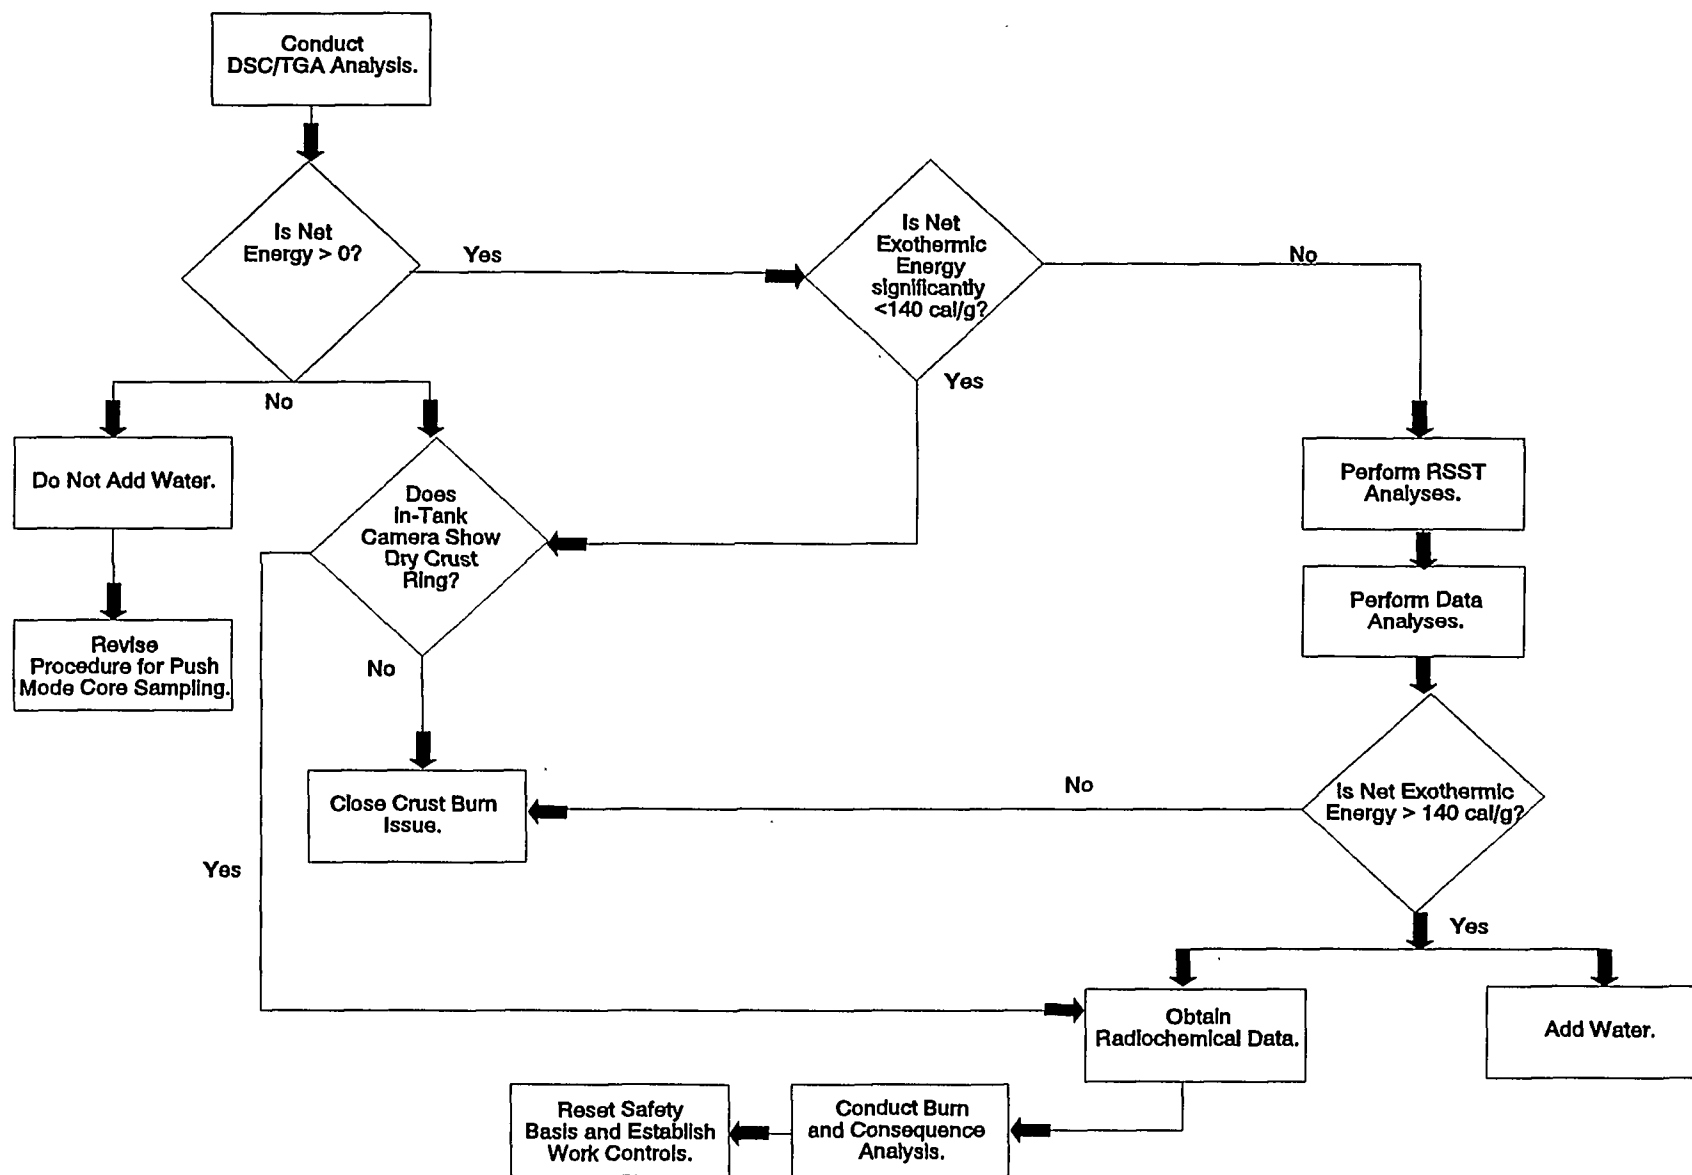 Conduct
DSC/TGA Analysis.
Is Net
Energy > 0?
Yes
Is Net
Exothermic
Energy
significantly
<140 cal/g?
No
Yes
No
Do Not Add Water.
Does
In-Tank
Camera Show
Dry Crust
Ring?
Perform RSST
Analyses.
Perform Data
Analyses.
Revise
Procedure for Push
Mode Core Sampling.
No
Close Crust Burn
Issue.
No
Is Net Exothermic
Energy > 140 cal/g?
Yes
Yes
Obtain
Radiochemical Data.
Add Water.
Reset Safety
Basis and Establish
Work Controls.
Conduct Burn
and Consequence
Analysis.